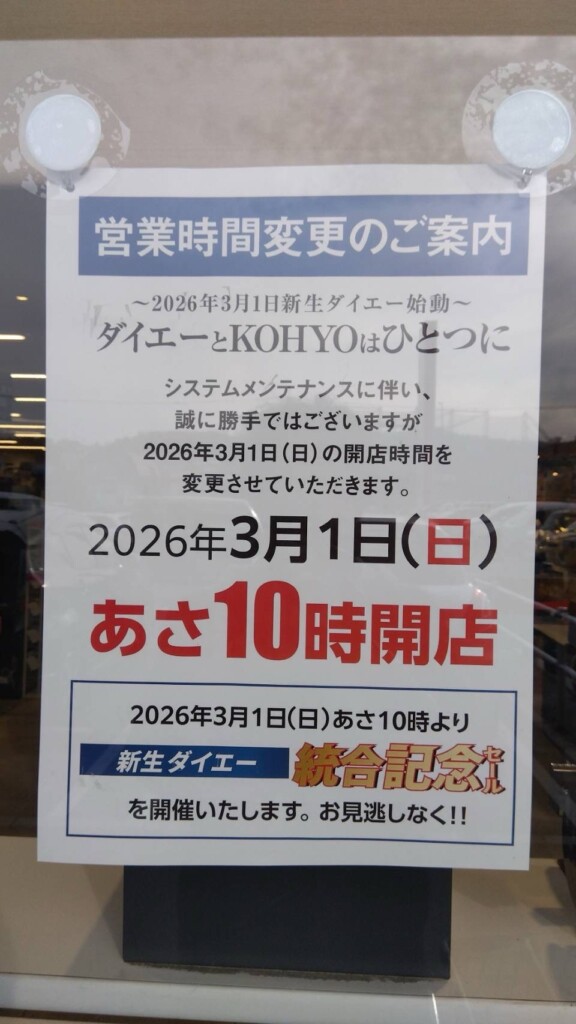 営業時間変更のご案内
～2026年3月1日新生ダイエー始動～
ダイエーとKOHYOはひとつに
システムメンテナンスに伴い、
誠に勝手ではございますが
2026年3月1日(日)の開店時間を
変更させていただきます。
2026年3月1日(日)
あさ10時開店
2026年3月1日(日)あさ10時より
新生ダイエー 統合記念セール
を開催いたします。お見逃しなく!!